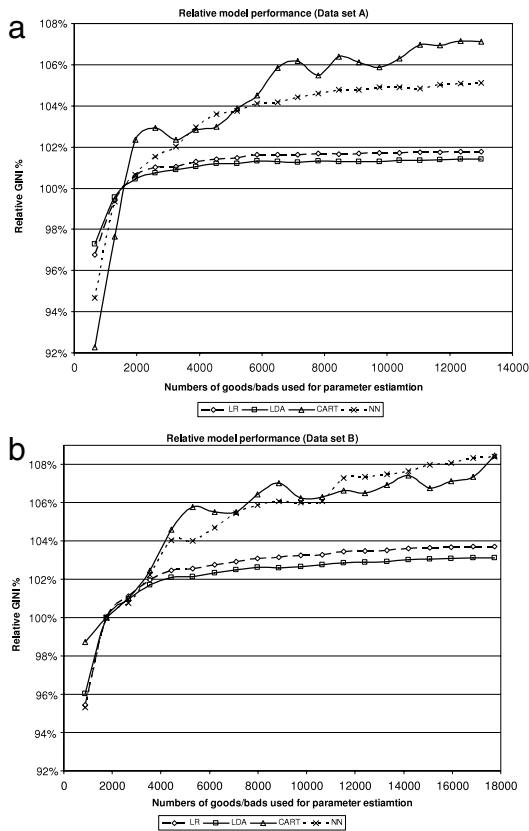 a
Relative model performance (Data set A)
108%
106%
104%
102%
100%
98%
96%
94%
92%
Relative GINI %
0 2000 4000 6000 8000 10000 12000 14000
Numbers of goods/bads used for parameter estiamtion
LR LDA CART NN
b
Relative model performance (Data set B)
108%
106%
104%
102%
100%
98%
96%
94%
92%
Relative GINI %
0 2000 4000 6000 8000 10000 12000 14000 16000 18000
Numbers of goods/bads used for parameter estiamtion
LR LDA CART NN